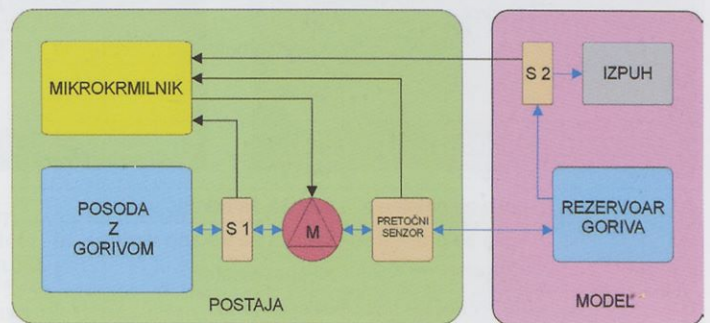 MIKROKRMILNIK
S 2
IZPUH
POSODA
Z
GORIVOM
S 1
M
PRETOČNI
SENZOR
REZERVOAR
GORIVA
POSTAJA
MODEL